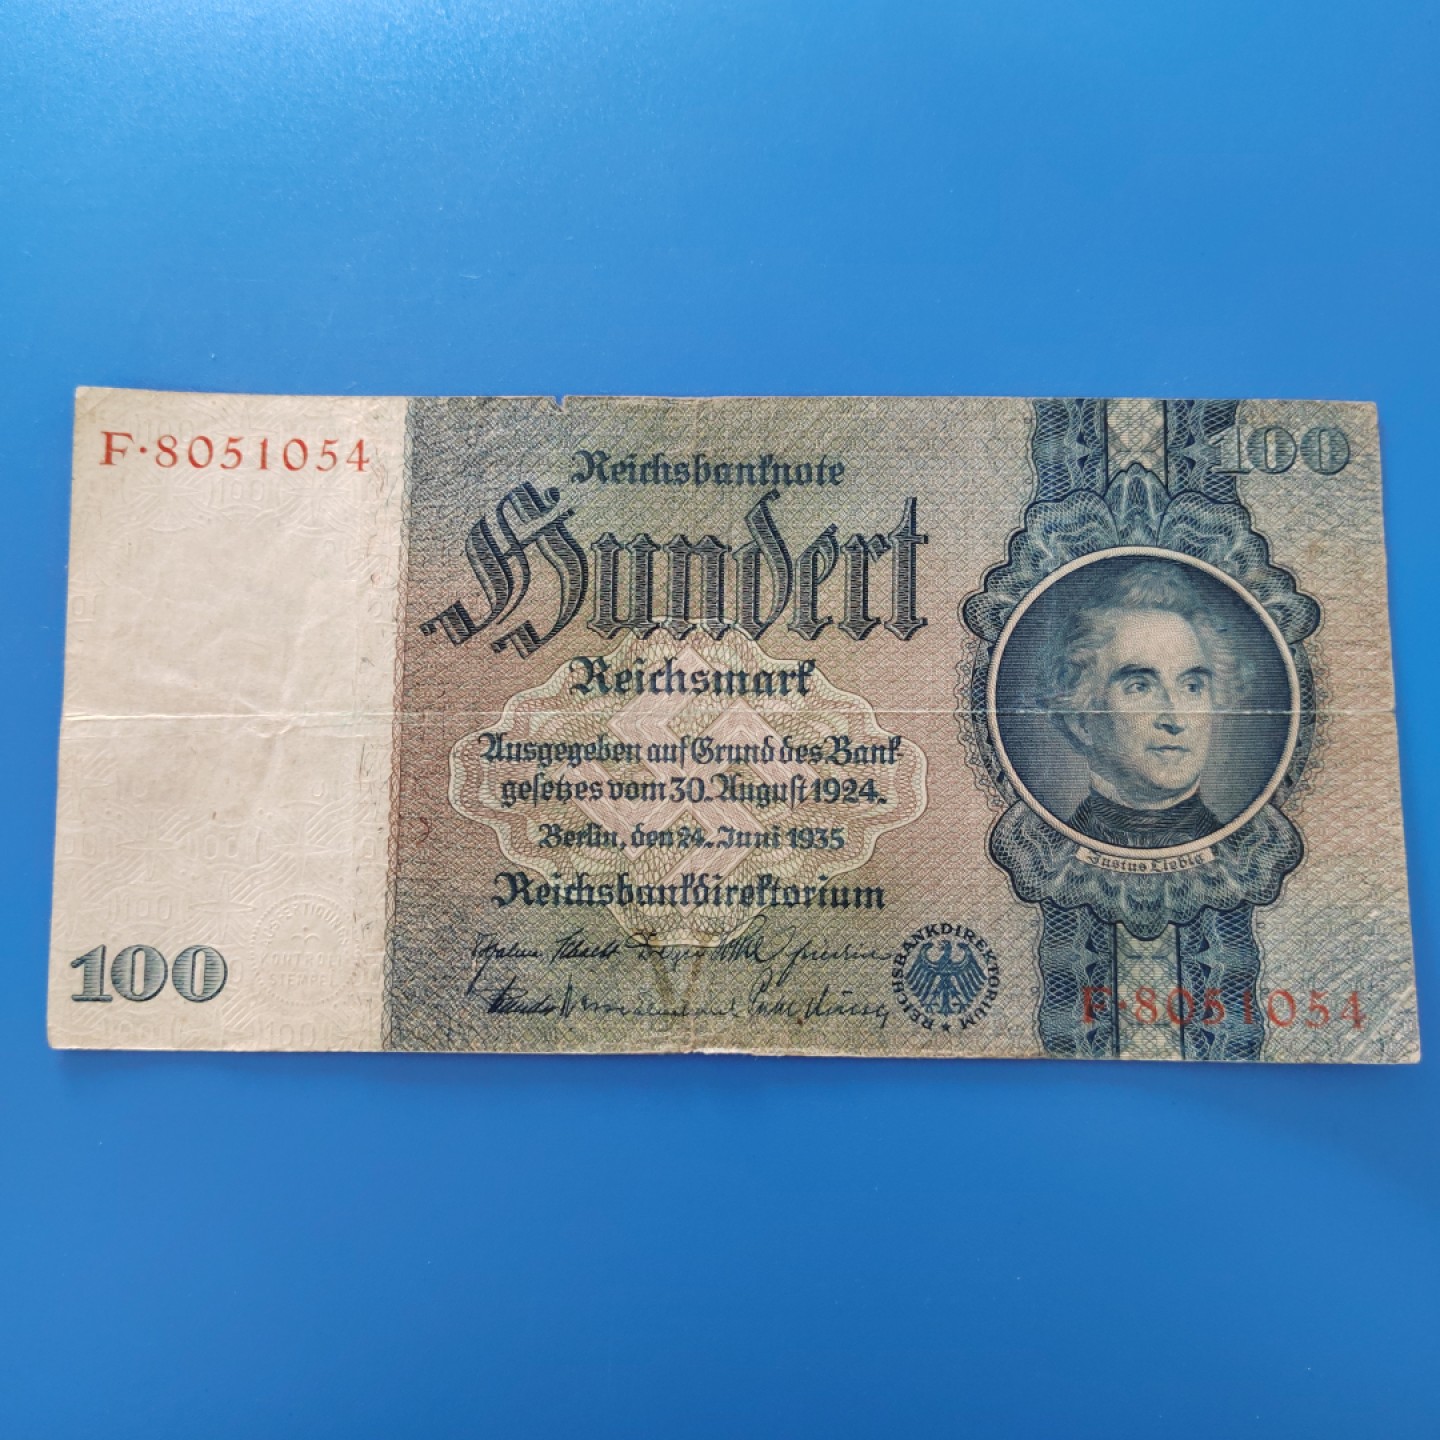 F·8051054
Reichsbanknote
100
Hundert
Reichsmark
Ausgegeben auf Grund des Bank-
gesetzes vom 30. August 1924.
Berlin, den 24. Juni 1935
Justus Liebig
Reichsbankdirektorium
100
REICHSBANKDIREKTORIUM
F·8051054